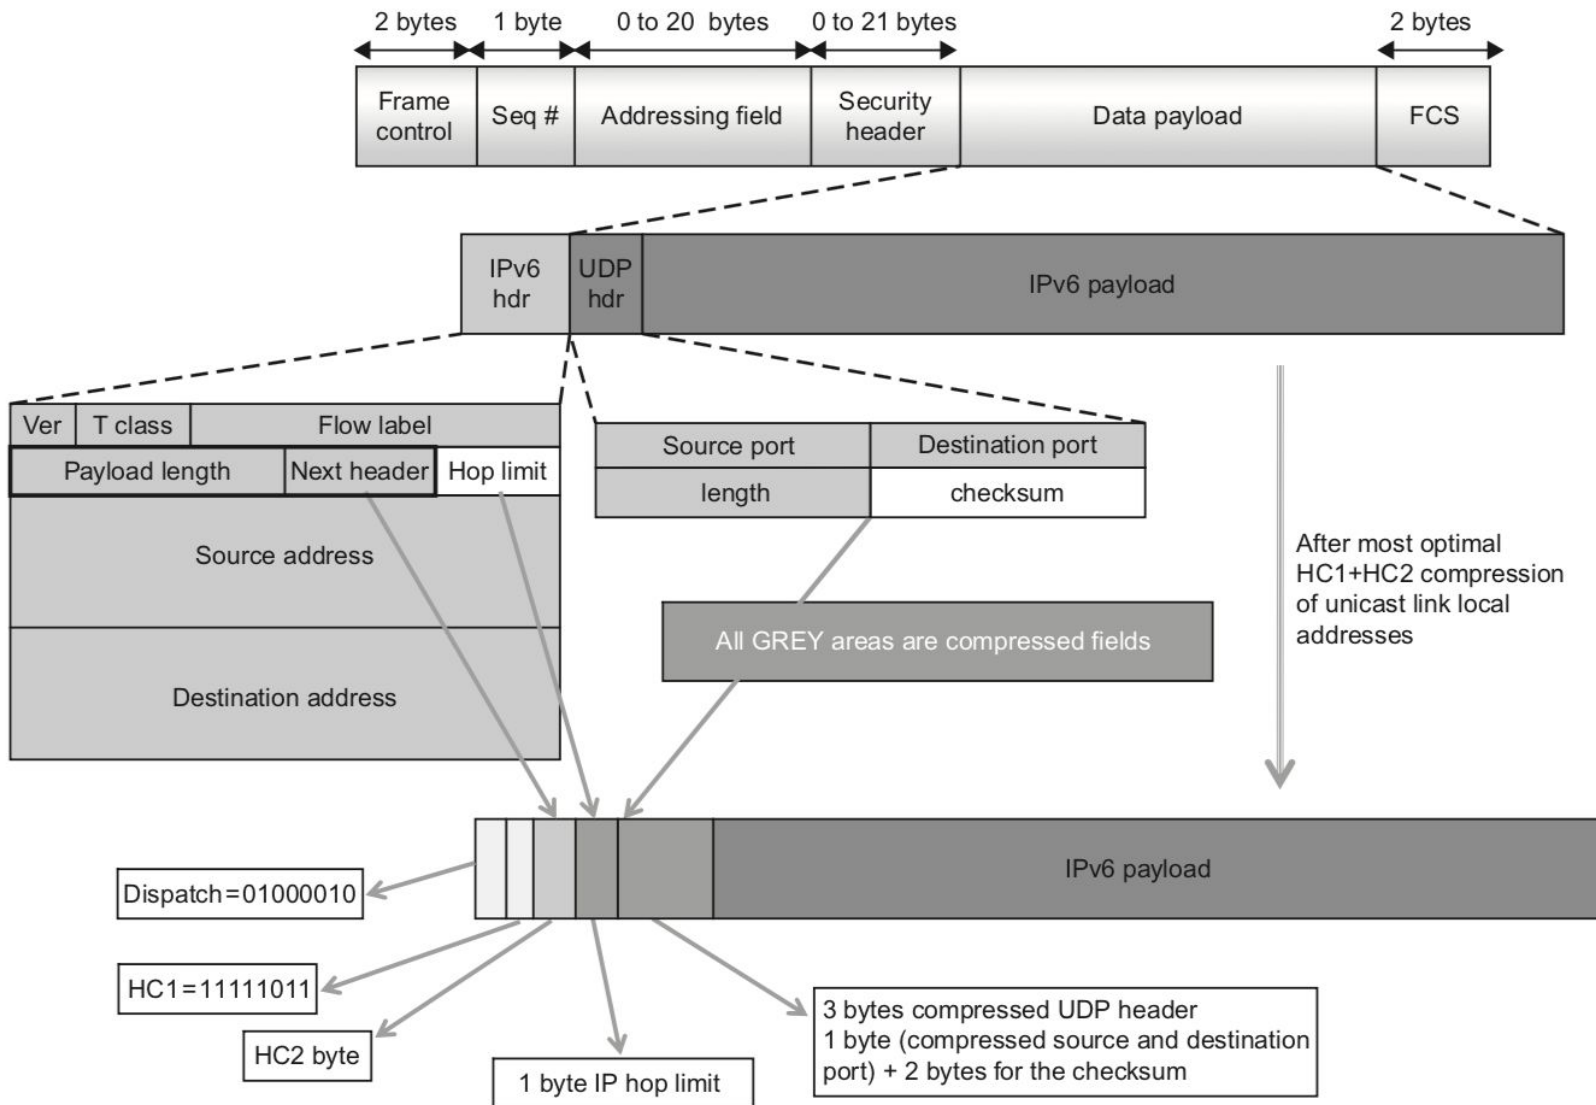 2 bytes
1 byte
0 to 20 bytes
0 to 21 bytes
2 bytes
Frame
control
Seq #
Addressing field
Security
header
Data payload
FCS
IPv6
hdr
UDP
hdr
IPv6 payload
Ver
T class
Flow label
Payload length
Next header
Hop limit
Source address
Destination address
Source port
Destination port
length
checksum
After most optimal
HC1+HC2 compression
of unicast link local
addresses
All GREY areas are compressed fields
IPv6 payload
Dispatch=01000010
HC1=11111011
HC2 byte
1 byte IP hop limit
3 bytes compressed UDP header
1 byte (compressed source and destination
port) + 2 bytes for the checksum